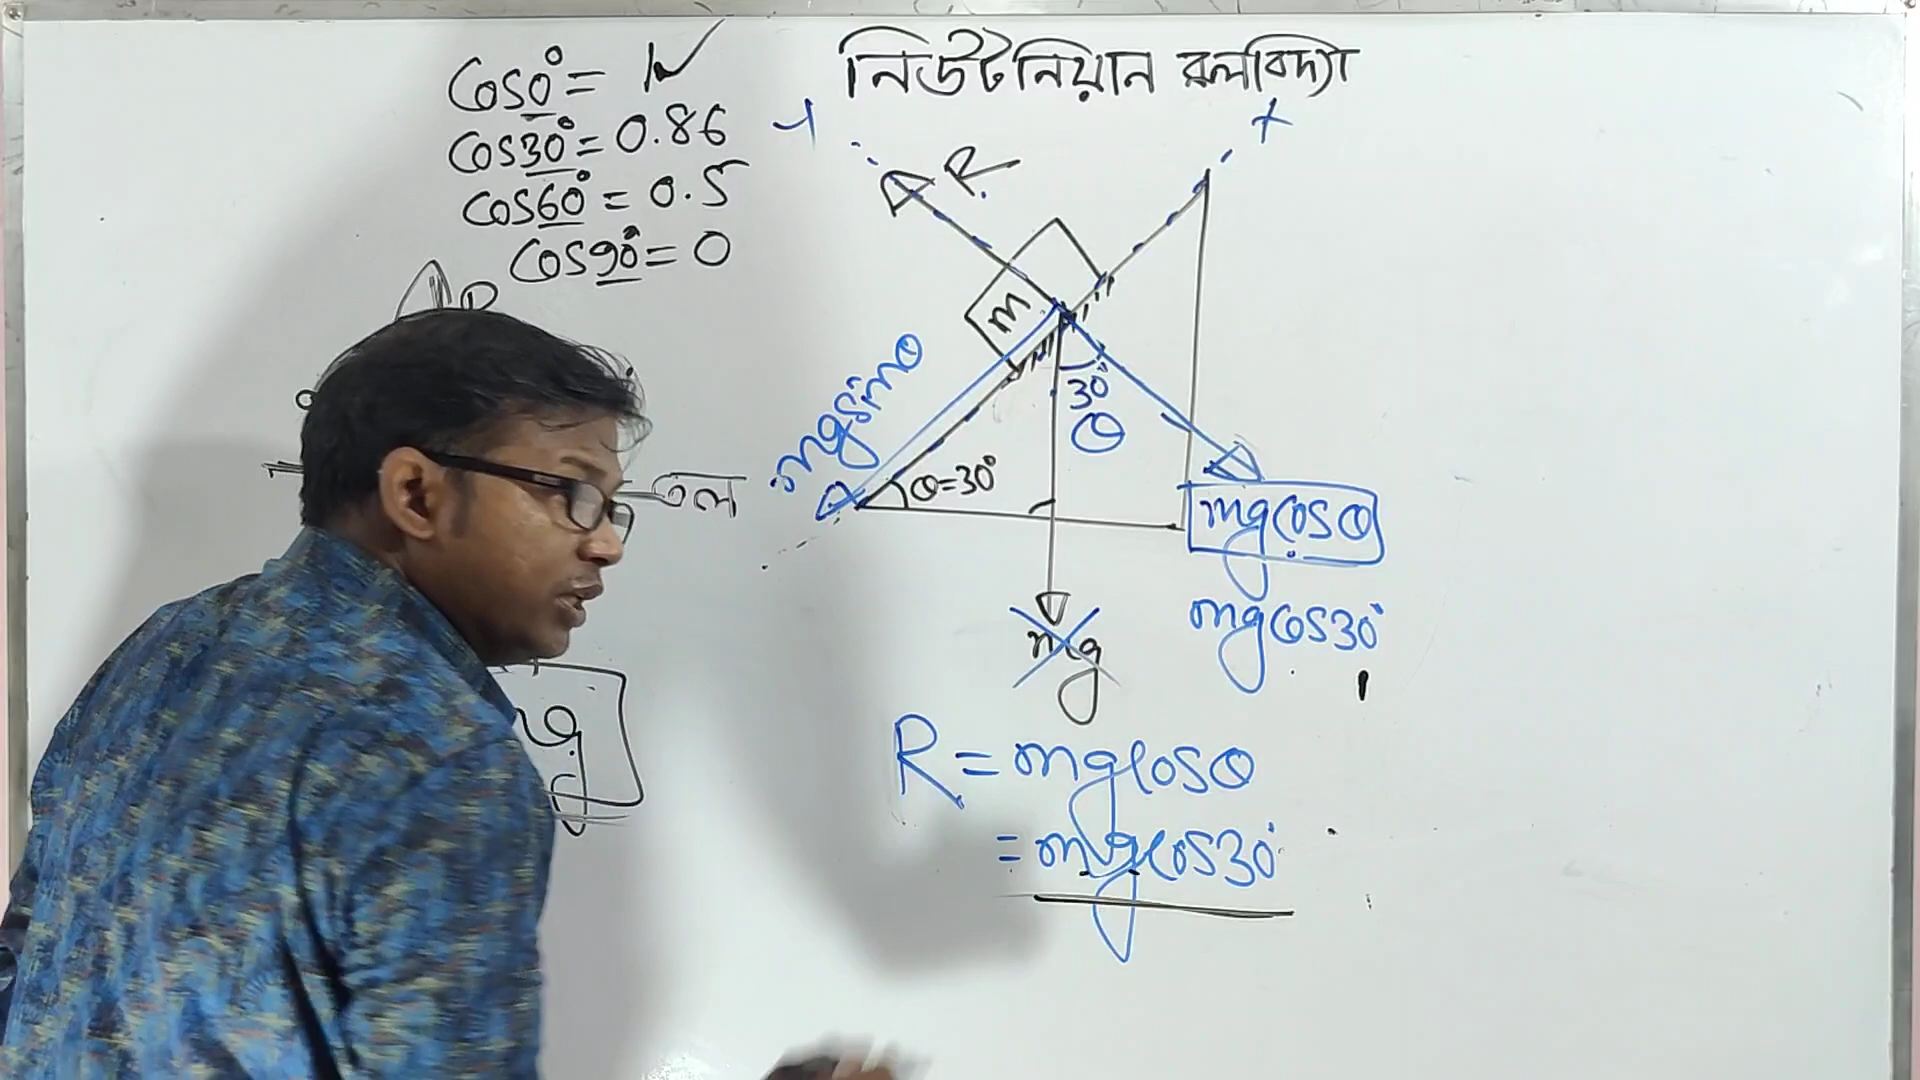 নিউটনিয়ান বলবিদ্যা
cos0° = 1
cos30° = 0.86
cos60° = 0.5
cos90° = 0
R
m
mgsinθ
30°
θ
θ=30°
mgcosθ
mgcos30°
mg
তল
R = mgcosθ
= mgcos30°